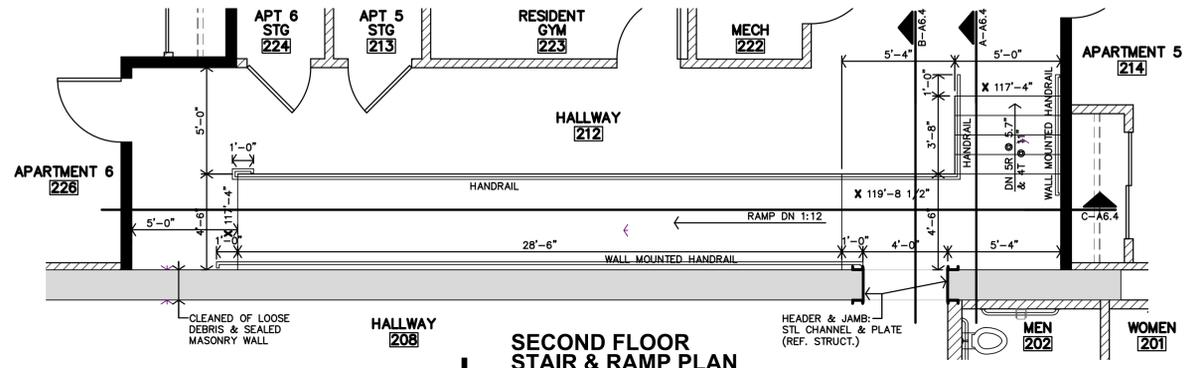 APT 6
STG
224
APT 5
STG
213
RESIDENT
GYM
223
MECH
222
B-A6.4
A-A6.4
5'-4"
5'-0"
APARTMENT 5
214
1'-0"
X 117'-4"
WALL MOUNTED HANDRAIL
5'-0"
HALLWAY
212
3'-8"
HANDRAIL
DN 5R @ 5.7"
& 4T @ 11"
1'-0"
APARTMENT 6
226
HANDRAIL
X 119'-8 1/2"
X 117'-4"
4'-6"
5'-0"
RAMP DN 1:12
4'-6"
C-A6.4
1'-0"
28'-6"
1'-0"
4'-0"
5'-4"
WALL MOUNTED HANDRAIL
CLEANED OF LOOSE
DEBRIS & SEALED
MASONRY WALL
HALLWAY
208
HEADER & JAMB:
STL CHANNEL & PLATE
(REF. STRUCT.)
MEN
202
WOMEN
201
SECOND FLOOR
STAIR & RAMP PLAN